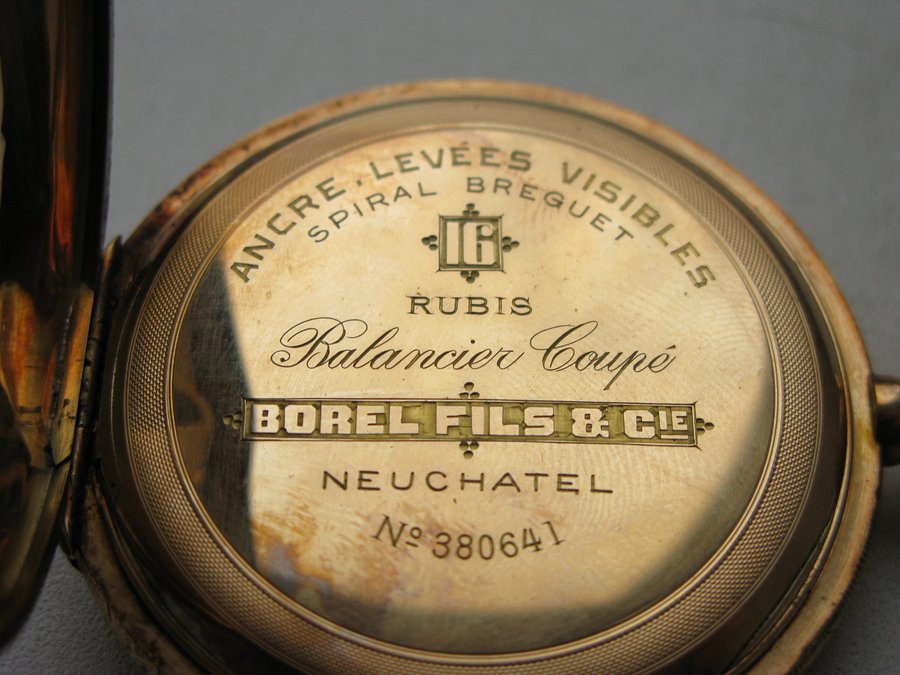 ANCRE. LEVÉES VISIBLES
SPIRAL BREGUET
16
RUBIS
Balancier Coupé
BOREL FILS & CIE
NEUCHATEL
No 380641